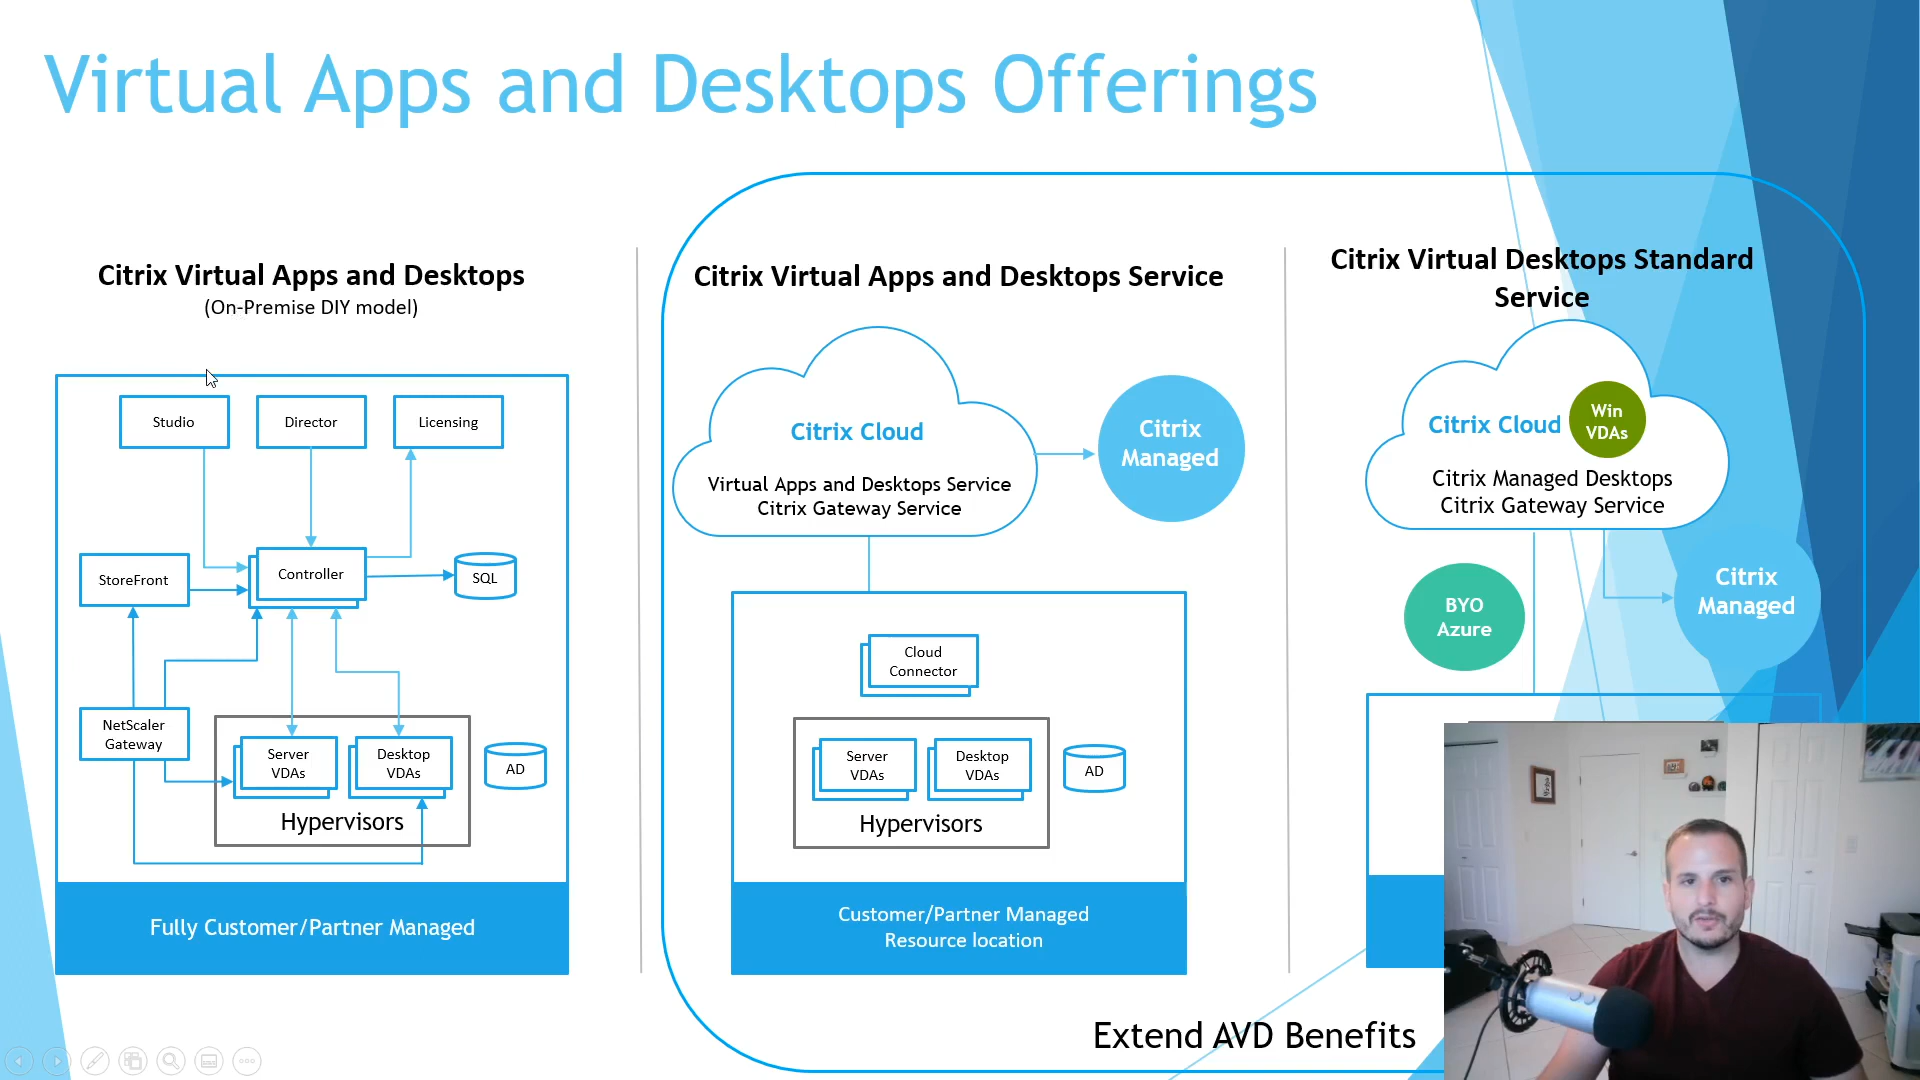 Virtual Apps and Desktops Offerings
Citrix Virtual Apps and Desktops
(On-Premise DIY model)
Studio
Director
Licensing
StoreFront
Controller
SQL
NetScaler
Gateway
Server
VDAs
Desktop
VDAs
AD
Hypervisors
Fully Customer/Partner Managed
Citrix Virtual Apps and Desktops Service
Citrix Cloud
Virtual Apps and Desktops Service
Citrix Gateway Service
Citrix
Managed
Cloud
Connector
Server
VDAs
Desktop
VDAs
AD
Hypervisors
Customer/Partner Managed
Resource location
Citrix Virtual Desktops Standard
Service
Citrix Cloud
Win
VDAs
Citrix Managed Desktops
Citrix Gateway Service
BYO
Azure
Citrix
Managed
Extend AVD Benefits